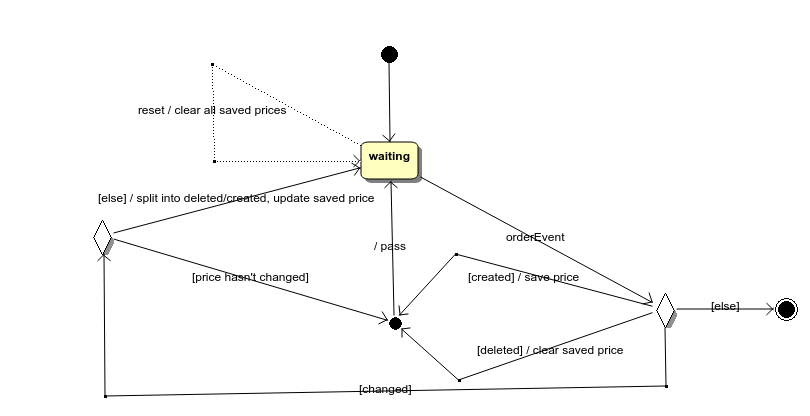 reset / clear all saved prices
waiting
[else] / split into deleted/created, update saved price
orderEvent
/ pass
[price hasn't changed]
[created] / save price
[else]
[deleted] / clear saved price
[changed]